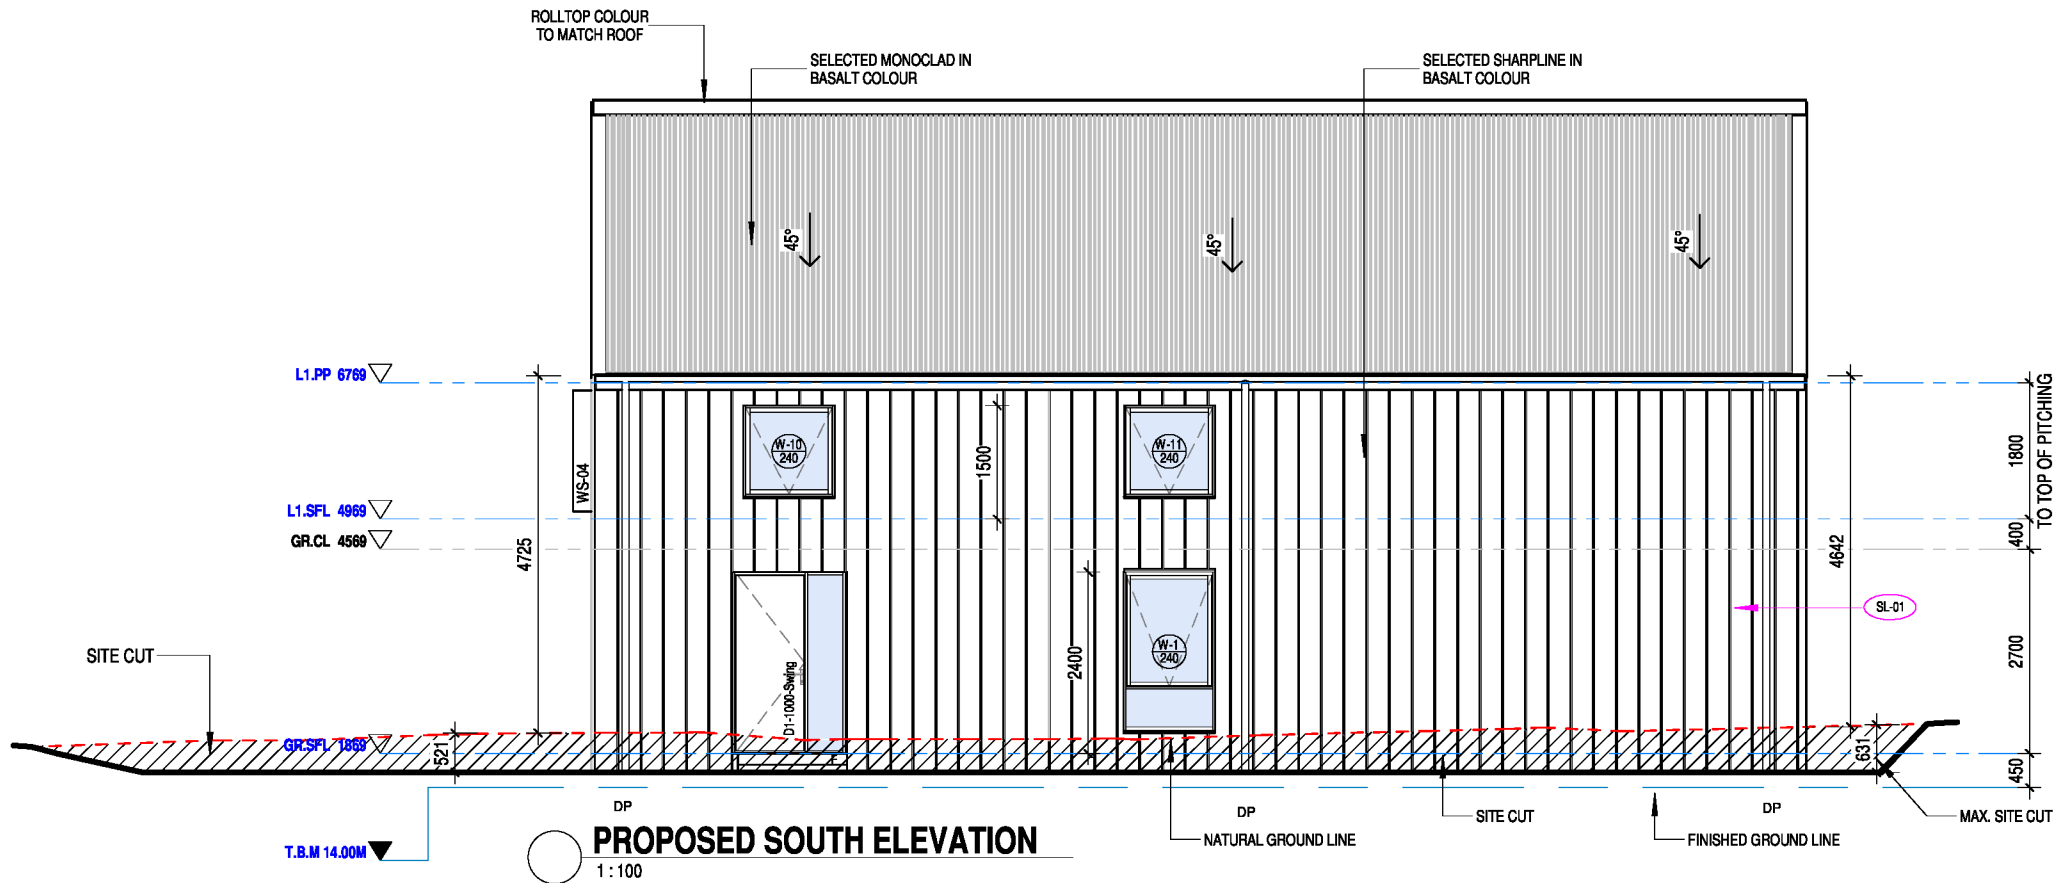 ROLLTOP COLOUR
TO MATCH ROOF
SELECTED MONOCLAD IN
BASALT COLOUR
SELECTED SHARPLINE IN
BASALT COLOUR
45°
45°
45°
L1.PP 6769
L1.SFL 4969
GR.CL 4569
GR.SFL 1869
T.B.M 14.00M
WS-04
W-10
240
W-11
240
W-1
240
1500
4725
2400
4642
521
631
D1-1000-Swing
1800
TO TOP OF PITCHING
400
2700
450
SL-01
SITE CUT
DP
DP
DP
SITE CUT
MAX. SITE CUT
NATURAL GROUND LINE
FINISHED GROUND LINE
PROPOSED SOUTH ELEVATION
1 : 100